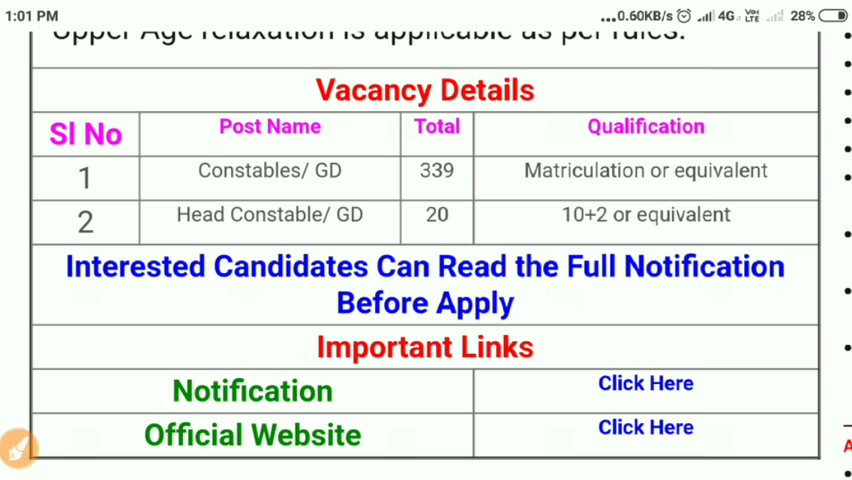 1:01 PM
...0.60KB/s 4G VoLTE 28%
Upper Age relaxation is applicable as per rules.
Vacancy Details
Sl No Post Name Total Qualification
1 Constables/ GD 339 Matriculation or equivalent
2 Head Constable/ GD 20 10+2 or equivalent
Interested Candidates Can Read the Full Notification
Before Apply
Important Links
Notification Click Here
Official Website Click Here
A